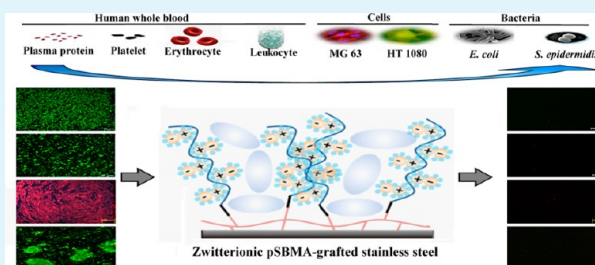 Human whole blood Cells Bacteria
Plasma protein Platelet Erythrocyte Leukocyte MG 63 HT 1080 E. coli S. epidermidis
Zwitterionic pSBMA-grafted stainless steel